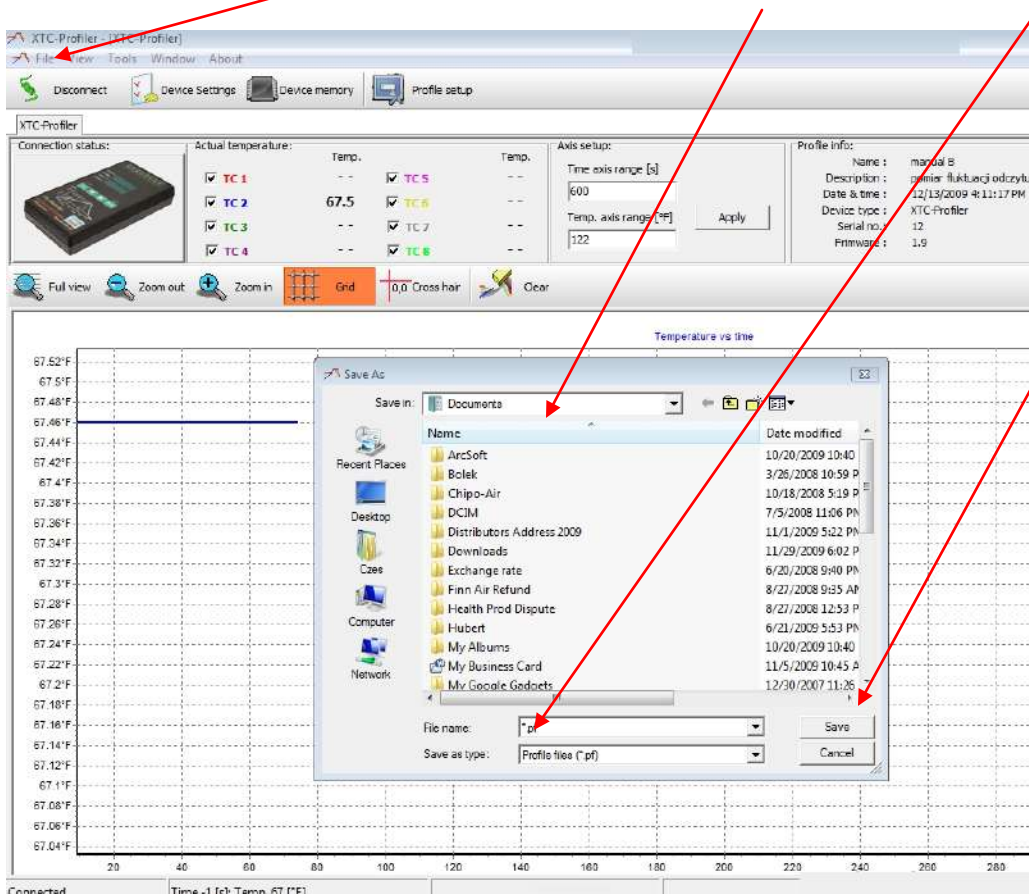 XTC-Profiler - [XTC-Profiler]
File View Tools Window About
Disconnect Device Settings Device memory Profile setup
XTC-Profiler
Connection status: Actual temperature: Temp. Temp. Axis setup: Profile info:
TC 1 -- TC 5 -- Time axis range [s] Name : manual B
600 Description : pomiar fluktuacji odczytu
TC 2 67.5 TC 6 -- Date & time : 12/13/2009 4:11:17 PM
TC 3 -- TC 7 -- Temp. axis range [°F] Apply Device type : XTC-Profiler
122 Serial no.: 12
TC 4 -- TC 8 -- Frimware : 1.9
Full view Zoom out Zoom in Grid 0,0 Cross hair Clear
Temperature vs time
67.52°F
67.5°F
67.48°F
67.46°F
67.44°F
67.42°F
67.4°F
67.38°F
67.36°F
67.34°F
67.32°F
67.3°F
67.28°F
67.26°F
67.24°F
67.22°F
67.2°F
67.18°F
67.16°F
67.14°F
67.12°F
67.1°F
67.08°F
67.06°F
67.04°F
20 40 60 80 100 120 140 160 180 200 220 240 260 280
Save As
Save in: Documents
Recent Places
Desktop
Czes
Computer
Network
Name Date modified
ArcSoft 10/20/2009 10:40
Bolek 3/26/2008 10:59 P
Chipo-Air 10/18/2008 5:19 P
DCIM 7/5/2008 11:06 PM
Distributors Address 2009 11/1/2009 5:22 PM
Downloads 11/29/2009 6:02 P
Exchange rate 6/20/2008 9:40 PM
Finn Air Refund 8/27/2008 9:35 AM
Health Prod Dispute 8/27/2008 12:53 P
Hubert 6/21/2009 5:53 PM
My Albums 10/20/2009 10:40
My Business Card 11/5/2009 10:45 A
My Google Gadgets 12/30/2007 11:26
File name: *.pf Save
Save as type: Profile files (*.pf) Cancel
Connected Time -1 [s]; Temp. 67 [°F]